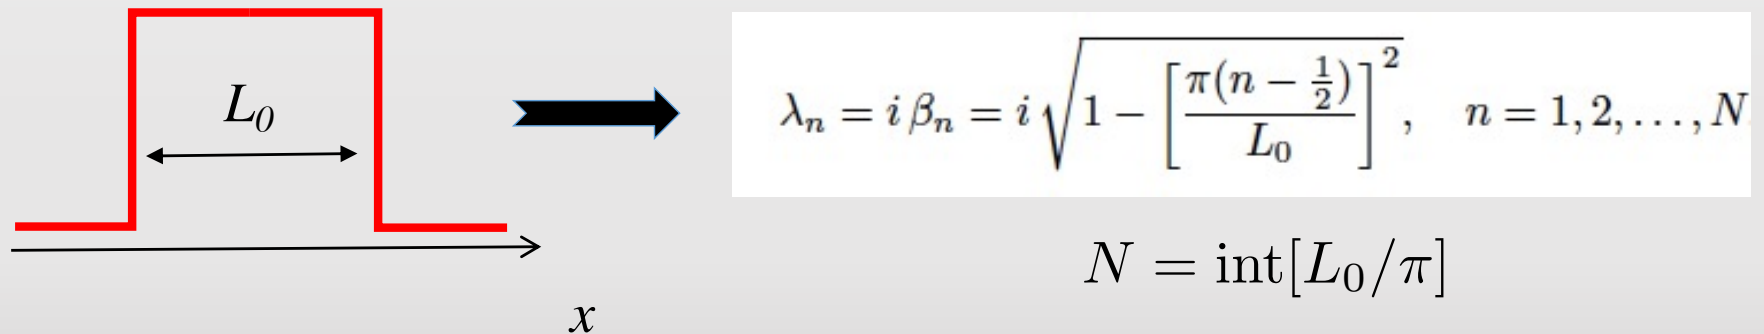 L₀
x
λₙ = i βₙ = i √(1 − [π(n − 1/2)/L₀]²), n = 1, 2, …, N
N = int[L₀/π]